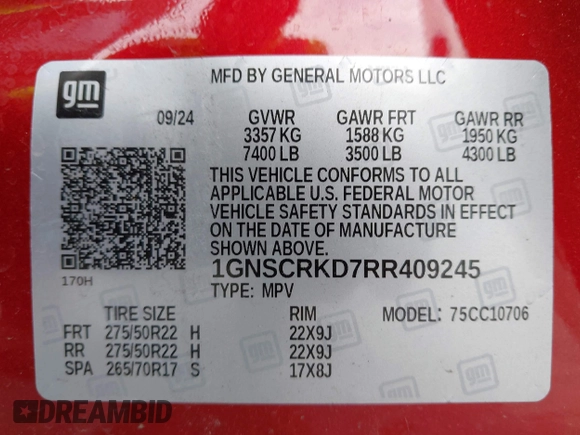 gm
MFD BY GENERAL MOTORS LLC
09/24 GVWR GAWR FRT GAWR RR
3357 KG 1588 KG 1950 KG
7400 LB 3500 LB 4300 LB
THIS VEHICLE CONFORMS TO ALL
APPLICABLE U.S. FEDERAL MOTOR
VEHICLE SAFETY STANDARDS IN EFFECT
ON THE DATE OF MANUFACTURE
SHOWN ABOVE.
170H
1GNSCRKD7RR409245
TYPE: MPV
TIRE SIZE RIM MODEL: 75CC10706
FRT 275/50R22 H 22X9J
RR 275/50R22 H 22X9J
SPA 265/70R17 S 17X8J
DREAMBID